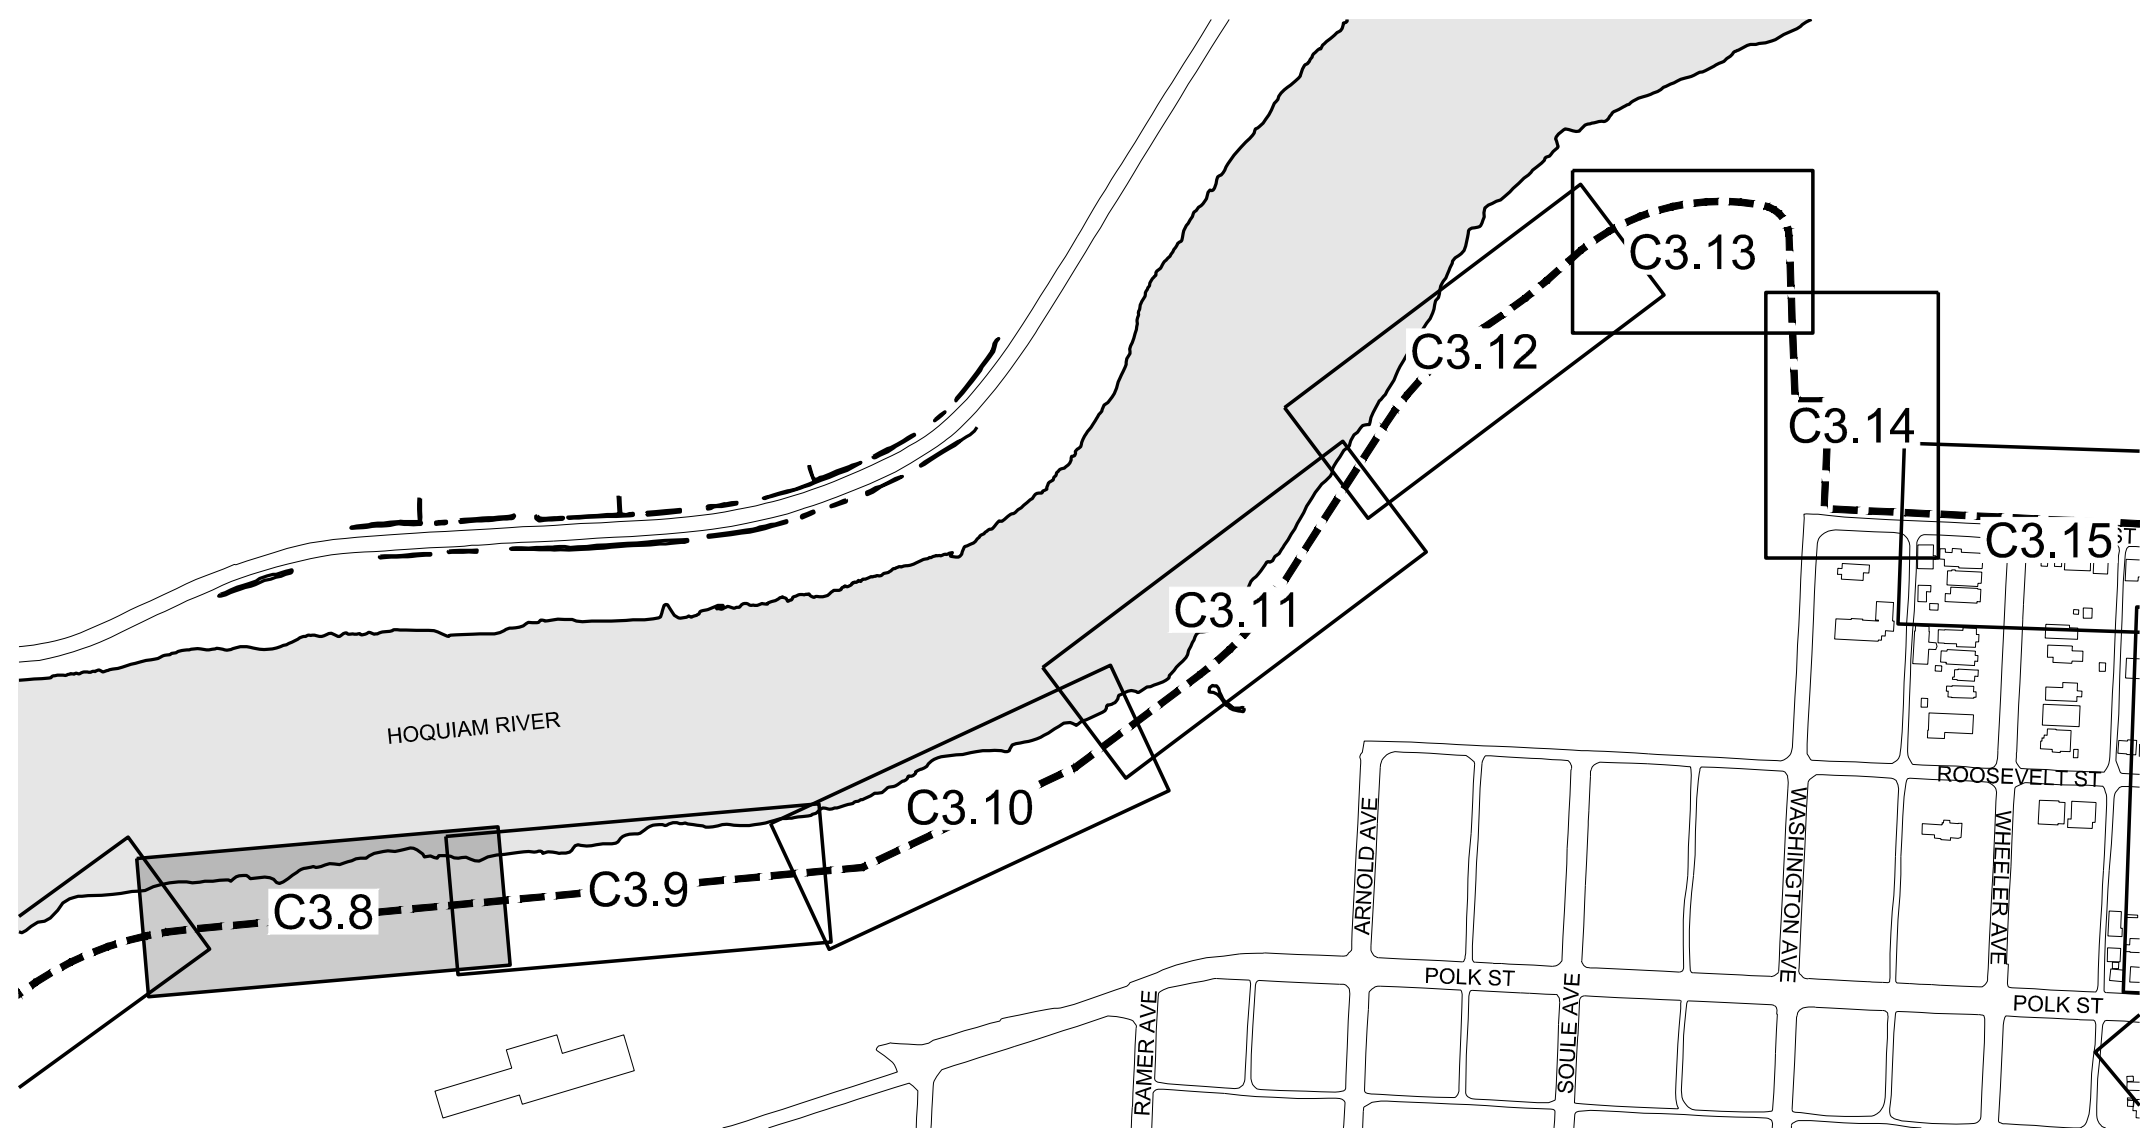 C3.13
C3.12
C3.14
C3.15
ST
C3.11
HOQUIAM RIVER
C3.10
C3.9
C3.8
ROOSEVELT ST
ARNOLD AVE
WASHINGTON AVE
WHEELER AVE
POLK ST
POLK ST
RAMER AVE
SOULE AVE